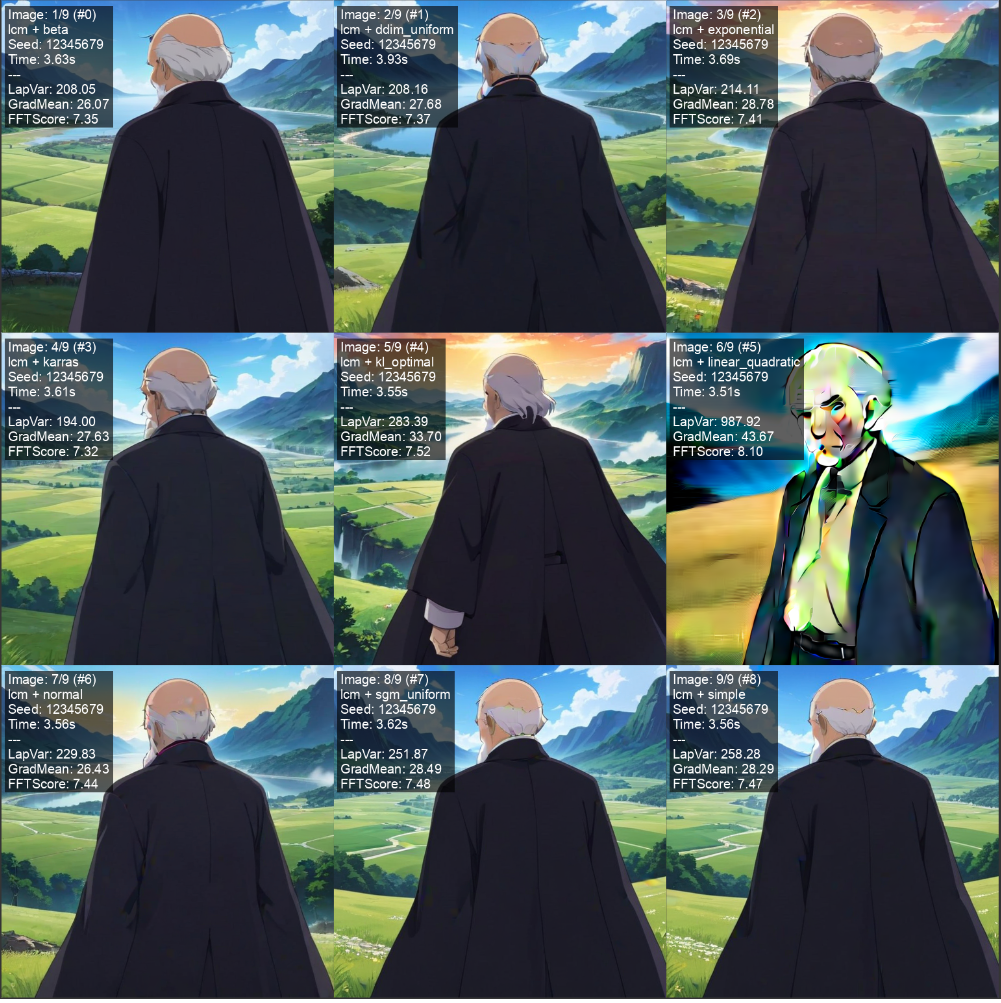 Image: 1/9 (#0)
lcm + beta
Seed: 12345679
Time: 3.63s
---
LapVar: 208.05
GradMean: 26.07
FFTScore: 7.35
Image: 2/9 (#1)
lcm + ddim_uniform
Seed: 12345679
Time: 3.93s
---
LapVar: 208.16
GradMean: 27.68
FFTScore: 7.37
Image: 3/9 (#2)
lcm + exponential
Seed: 12345679
Time: 3.69s
---
LapVar: 214.11
GradMean: 28.78
FFTScore: 7.41
Image: 4/9 (#3)
lcm + karras
Seed: 12345679
Time: 3.61s
---
LapVar: 194.00
GradMean: 27.63
FFTScore: 7.32
Image: 5/9 (#4)
lcm + kl_optimal
Seed: 12345679
Time: 3.55s
---
LapVar: 283.39
GradMean: 33.70
FFTScore: 7.52
Image: 6/9 (#5)
lcm + linear_quadratic
Seed: 12345679
Time: 3.51s
---
LapVar: 987.92
GradMean: 43.67
FFTScore: 8.10
Image: 7/9 (#6)
lcm + normal
Seed: 12345679
Time: 3.56s
---
LapVar: 229.83
GradMean: 26.43
FFTScore: 7.44
Image: 8/9 (#7)
lcm + sgm_uniform
Seed: 12345679
Time: 3.62s
---
LapVar: 251.87
GradMean: 28.49
FFTScore: 7.48
Image: 9/9 (#8)
lcm + simple
Seed: 12345679
Time: 3.56s
---
LapVar: 258.28
GradMean: 28.29
FFTScore: 7.47